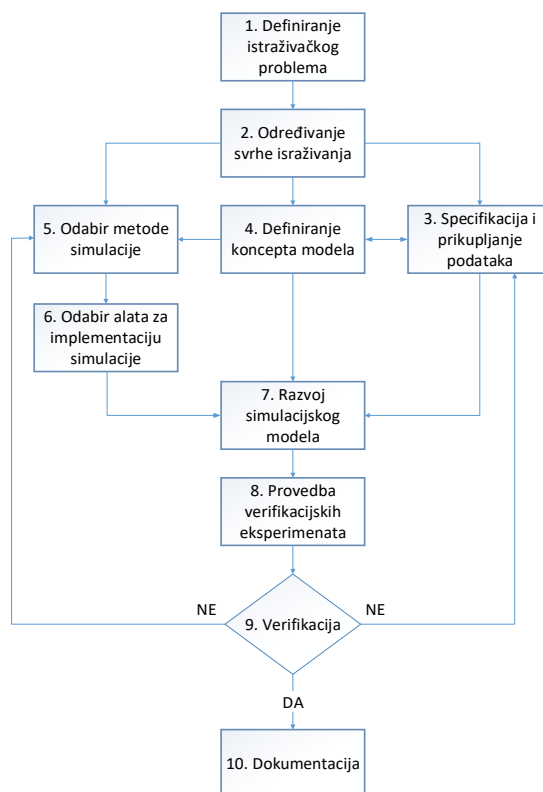 1. Definiranje
istraživačkog
problema
2. Određivanje
svrhe israživanja
5. Odabir metode
simulacije
4. Definiranje
koncepta modela
3. Specifikacija i
prikupljanje
podataka
6. Odabir alata za
implementaciju
simulacije
7. Razvoj
simulacijskog
modela
8. Provedba
verifikacijskih
eksperimenata
NE
9. Verifikacija
NE
DA
10. Dokumentacija